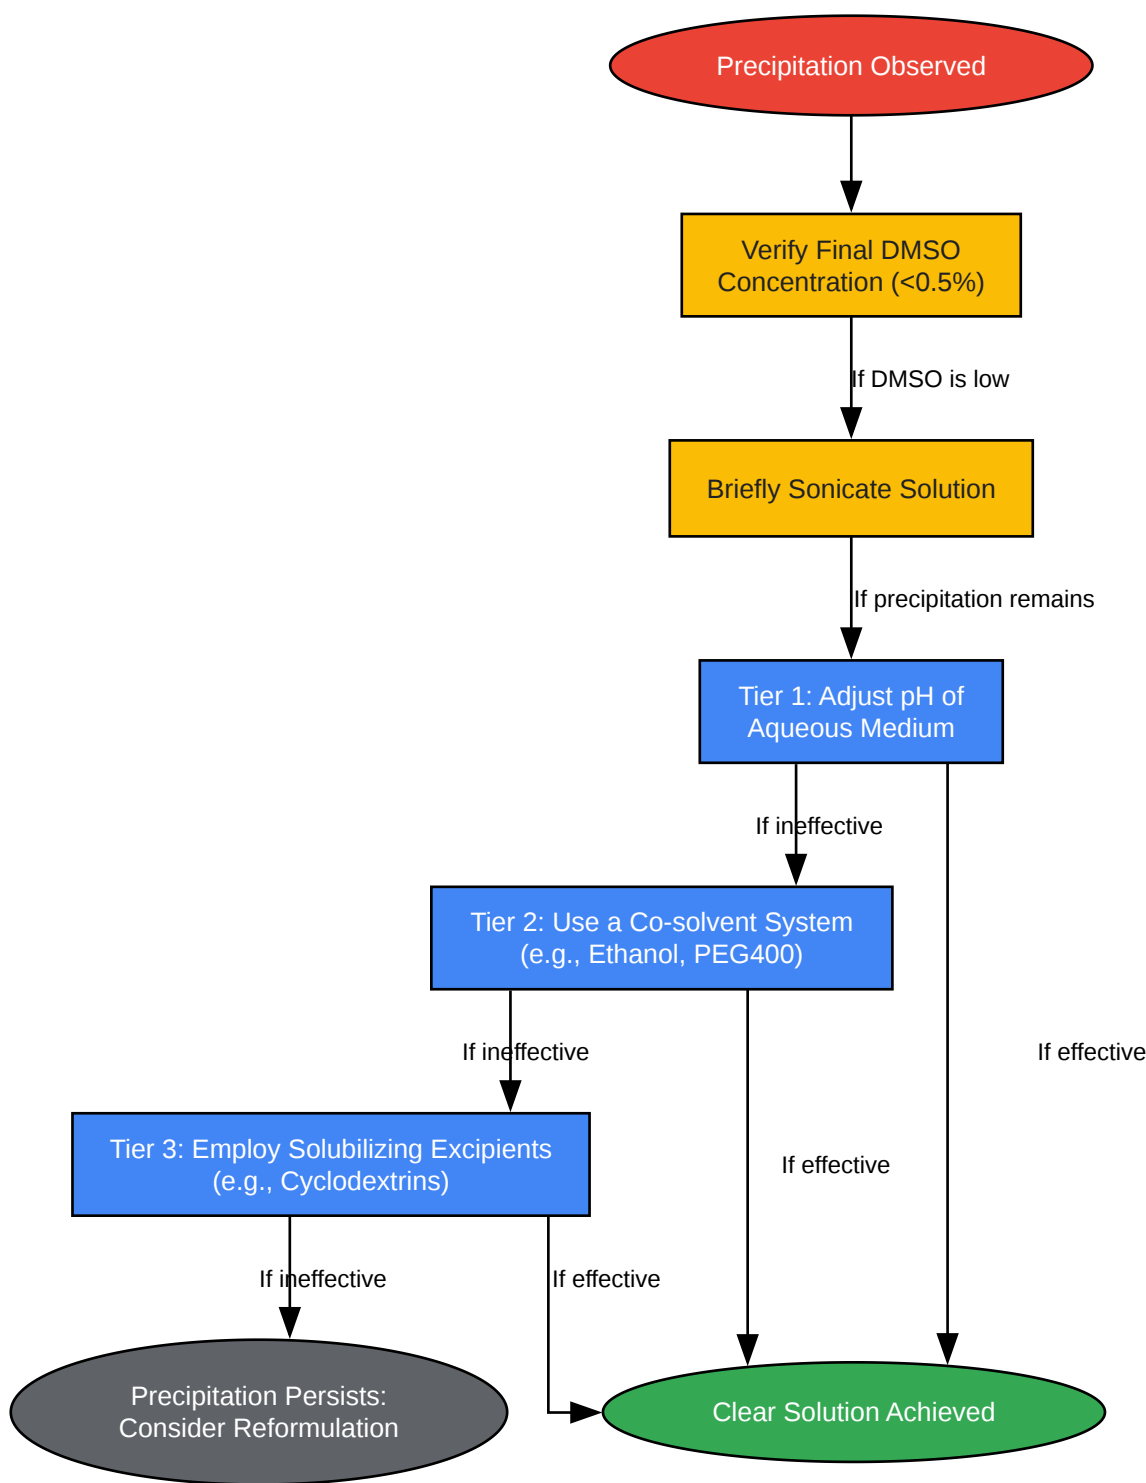 Precipitation Observed
Verify Final DMSO
Concentration (<0.5%)
If DMSO is low
Briefly Sonicate Solution
If precipitation remains
Tier 1: Adjust pH of
Aqueous Medium
If ineffective
Tier 2: Use a Co-solvent System
(e.g., Ethanol, PEG400)
If ineffective
If effective
Tier 3: Employ Solubilizing Excipients
(e.g., Cyclodextrins)
If effective
If ineffective
If effective
Precipitation Persists:
Consider Reformulation
Clear Solution Achieved